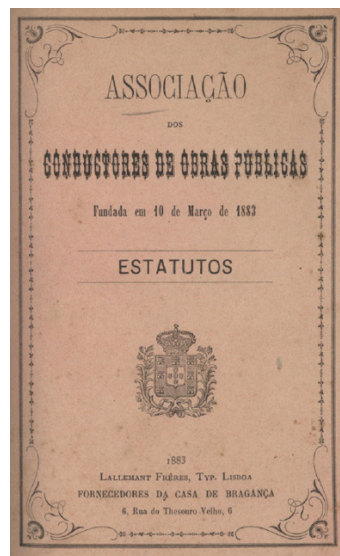 ASSOCIAÇÃO
DOS
CONDUCTORES DE OBRAS PUBLICAS
Fundada em 10 de Março de 1883
ESTATUTOS
1883
LALLEMANT FRÈRES, TYP. LISBOA
FORNECEDORES DA CASA DE BRAGANÇA
6, Rua do Thesouro Velho, 6